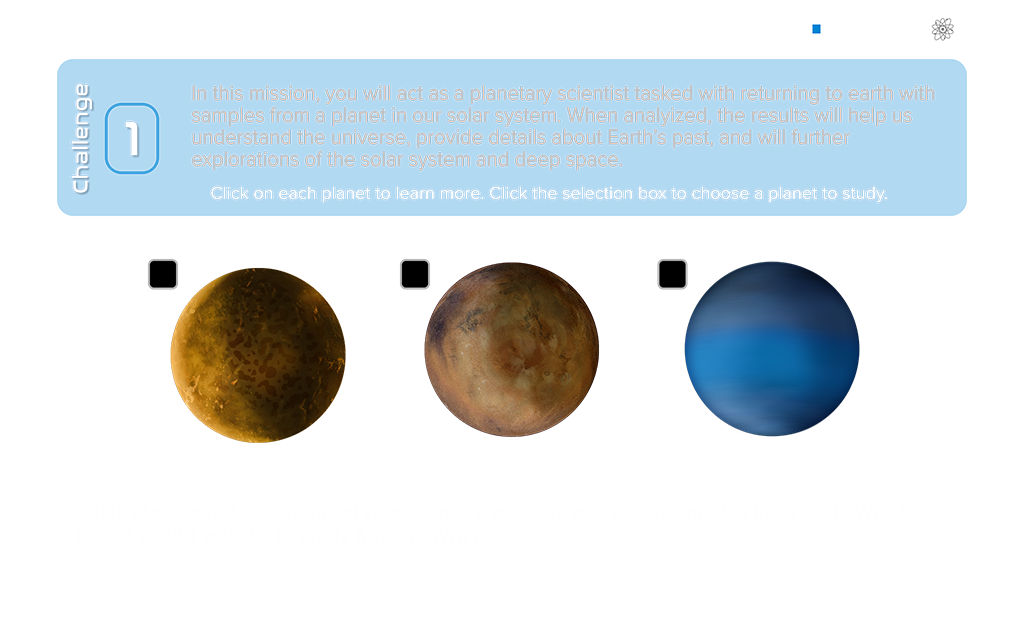 Challenge
1
In this mission, you will act as a planetary scientist tasked with returning to earth with
samples from a planet in our solar system. When analyized, the results will help us
understand the universe, provide details about Earth's past, and will further
explorations of the solar system and deep space.
Click on each planet to learn more. Click the selection box to choose a planet to study.